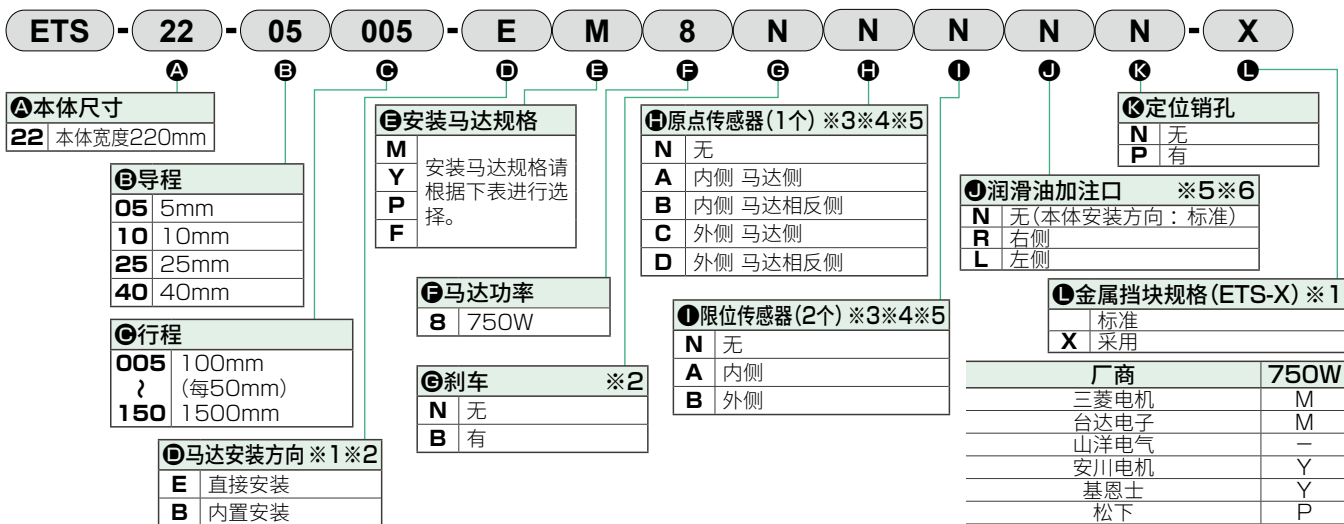 ETS - 22 - 05 005 - E M 8 N N N N N - X
A B C D E F G H I J K L
A本体尺寸
22 本体宽度220mm
B导程
05 5mm
10 10mm
25 25mm
40 40mm
C行程
005 100mm
~ (每50mm)
150 1500mm
D马达安装方向 ※1※2
E 直接安装
B 内置安装
E安装马达规格
M
Y
P
F
安装马达规格请
根据下表进行选
择。
F马达功率
8 750W
G刹车 ※2
N 无
B 有
H原点传感器(1个) ※3※4※5
N 无
A 内侧 马达侧
B 内侧 马达相反侧
C 外侧 马达侧
D 外侧 马达相反侧
I限位传感器(2个) ※3※4※5
N 无
A 内侧
B 外侧
J润滑油加注口 ※5※6
N 无(本体安装方向：标准)
R 右侧
L 左侧
K定位销孔
N 无
P 有
L金属挡块规格(ETS-X) ※1
标准
X 采用
厂商 750W
三菱电机 M
台达电子 M
山洋电气 −
安川电机 Y
基恩士 Y
松下 P